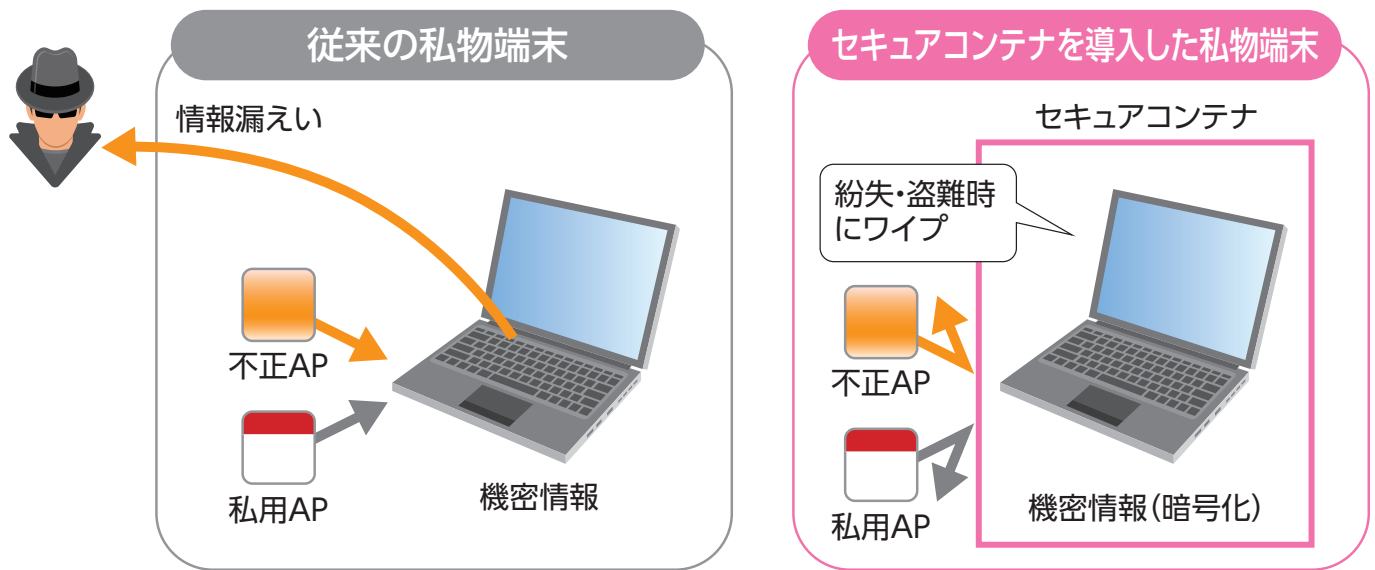 従来の私物端末
情報漏えい
不正AP
私用AP
機密情報
セキュアコンテナを導入した私物端末
セキュアコンテナ
紛失・盗難時
にワイプ
不正AP
私用AP
機密情報(暗号化)